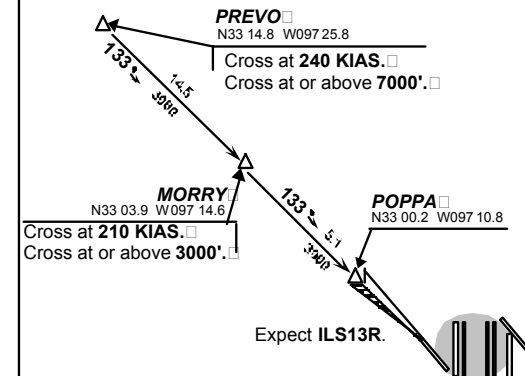 PREVO
N33 14.8 W097 25.8
Cross at 240 KIAS.
Cross at or above 7000'.
133
14.5
3000
MORRY
N33 03.9 W097 14.6
Cross at 210 KIAS.
Cross at or above 3000'.
133
5.1
3000
POPPA
N33 00.2 W097 10.8
Expect ILS13R.